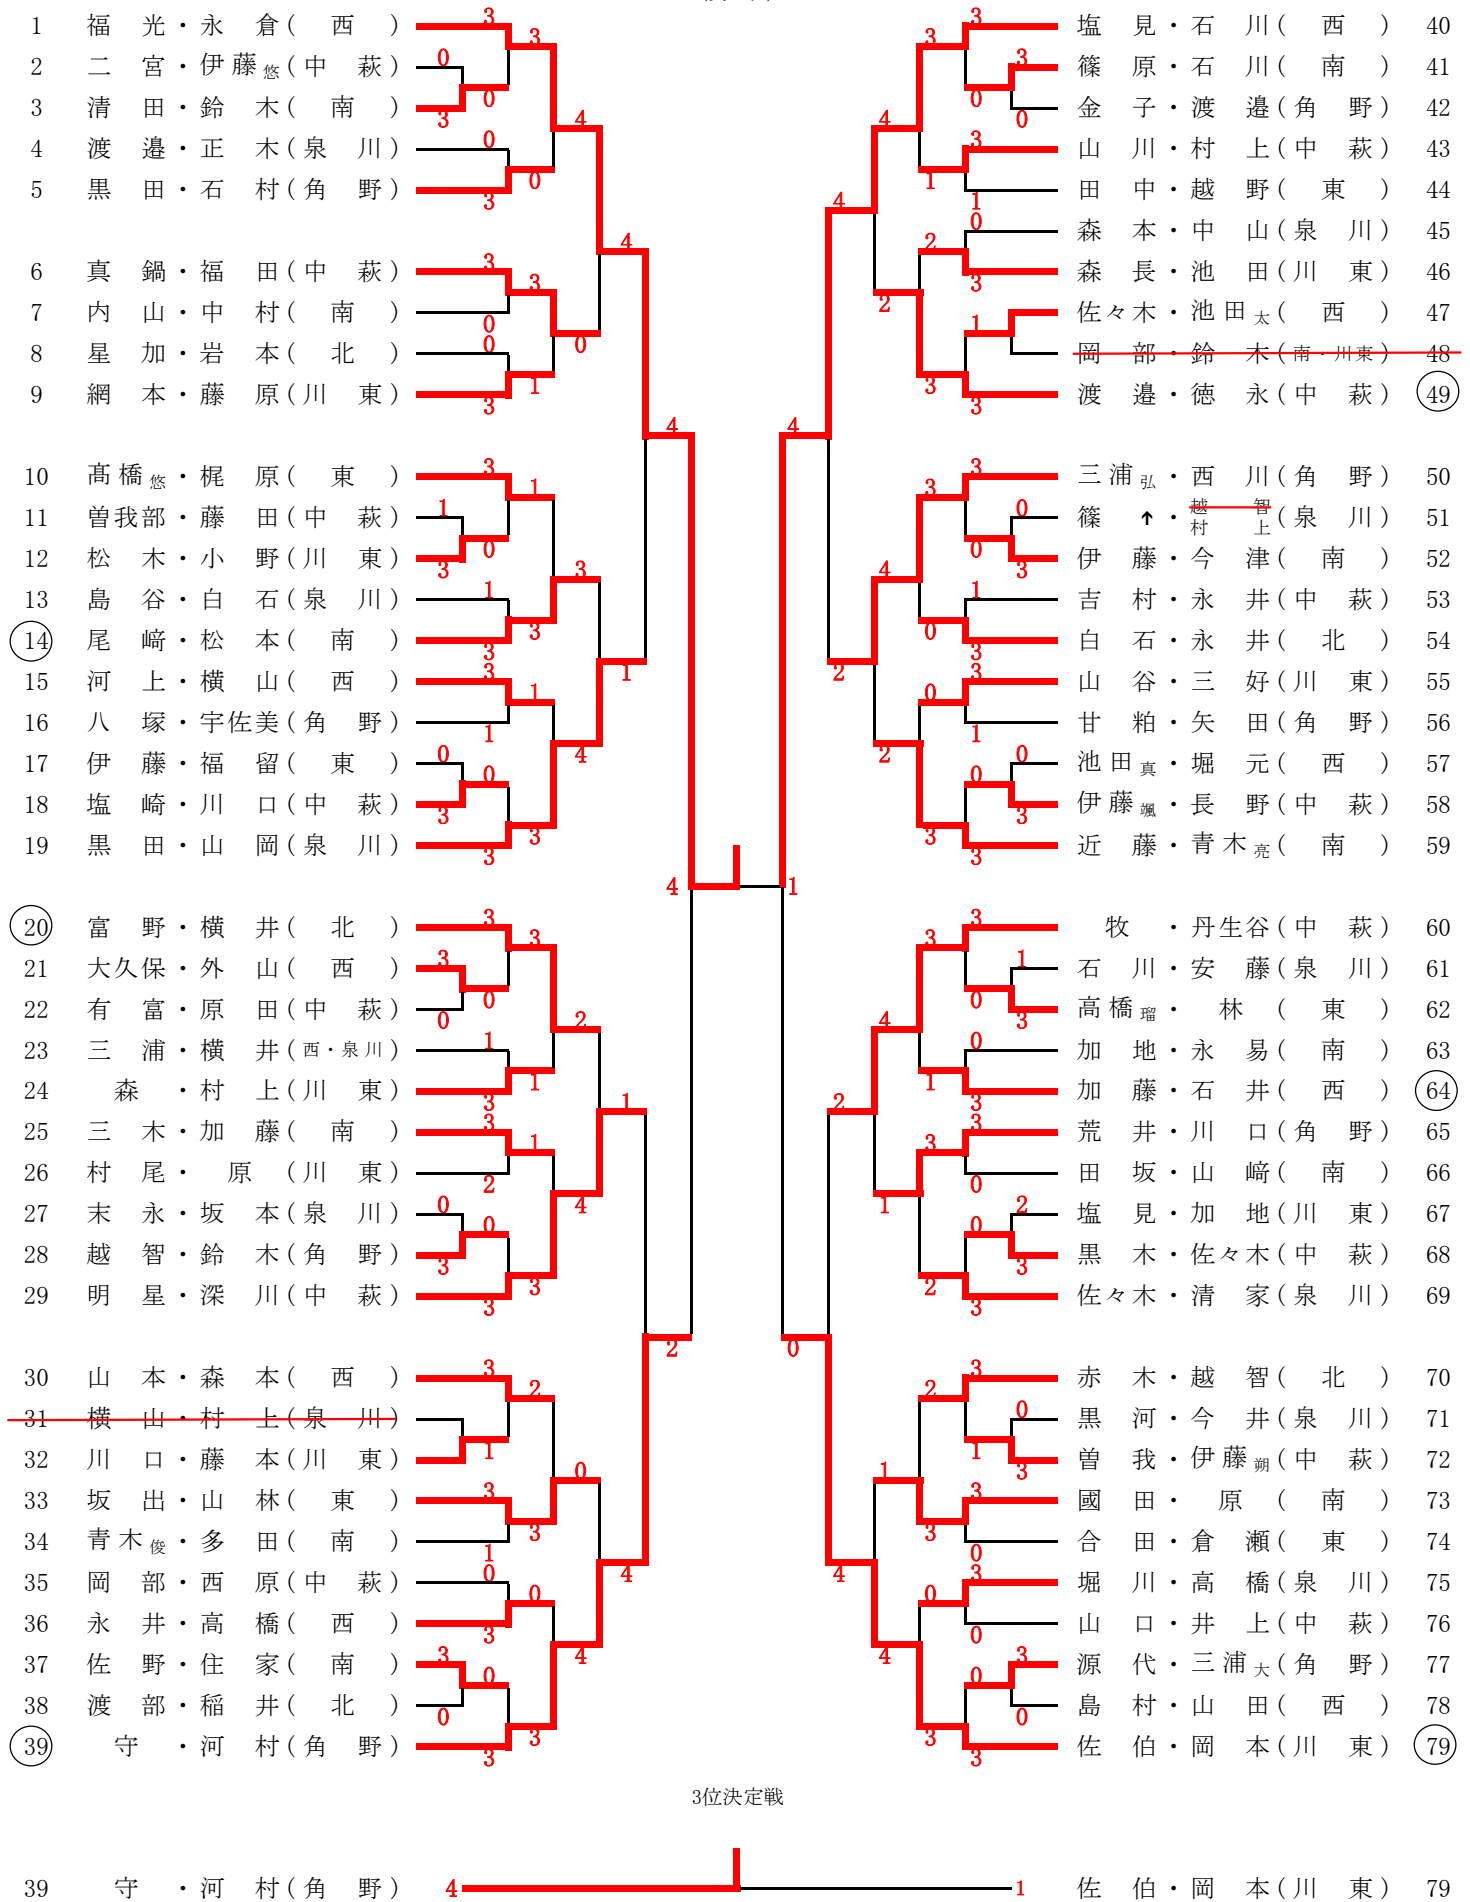 1 福 光・永 倉( 西 )
2 二 宮・伊藤悠(中 萩)
3 清 田・鈴 木( 南 )
4 渡 邉・正 木(泉 川)
5 黒 田・石 村(角 野)
6 真 鍋・福 田(中 萩)
7 内 山・中 村( 南 )
8 星 加・岩 本( 北 )
9 網 本・藤 原(川 東)
10 髙橋悠・梶 原( 東 )
11 曽我部・藤 田(中 萩)
12 松 木・小 野(川 東)
13 島 谷・白 石(泉 川)
14 尾 﨑・松 本( 南 )
15 河 上・横 山( 西 )
16 八 塚・宇佐美(角 野)
17 伊 藤・福 留( 東 )
18 塩 崎・川 口(中 萩)
19 黒 田・山 岡(泉 川)
20 富 野・横 井( 北 )
21 大久保・外 山( 西 )
22 有 富・原 田(中 萩)
23 三 浦・横 井(西・泉川)
24 森 ・村 上(川 東)
25 三 木・加 藤( 南 )
26 村 尾・ 原 (川 東)
27 末 永・坂 本(泉 川)
28 越 智・鈴 木(角 野)
29 明 星・深 川(中 萩)
30 山 本・森 本( 西 )
31 横 山・村 上(泉 川)
32 川 口・藤 本(川 東)
33 坂 出・山 林( 東 )
34 青木俊・多 田( 南 )
35 岡 部・西 原(中 萩)
36 永 井・高 橋( 西 )
37 佐 野・住 家( 南 )
38 渡 部・稲 井( 北 )
39 守 ・河 村(角 野)
塩 見・石 川( 西 ) 40
篠 原・石 川( 南 ) 41
金 子・渡 邉(角 野) 42
山 川・村 上(中 萩) 43
田 中・越 野( 東 ) 44
森 本・中 山(泉 川) 45
森 長・池 田(川 東) 46
佐々木・池田太( 西 ) 47
岡 部・鈴 木(南・川東) 48
渡 邉・徳 永(中 萩) 49
三浦弘・西 川(角 野) 50
越 智
篠 ↑・村 上(泉 川) 51
伊 藤・今 津( 南 ) 52
吉 村・永 井(中 萩) 53
白 石・永 井( 北 ) 54
山 谷・三 好(川 東) 55
甘 粕・矢 田(角 野) 56
池田真・堀 元( 西 ) 57
伊藤颯・長 野(中 萩) 58
近 藤・青木亮( 南 ) 59
牧 ・丹生谷(中 萩) 60
石 川・安 藤(泉 川) 61
高橋瑠・ 林 ( 東 ) 62
加 地・永 易( 南 ) 63
加 藤・石 井( 西 ) 64
荒 井・川 口(角 野) 65
田 坂・山 﨑( 南 ) 66
塩 見・加 地(川 東) 67
黒 木・佐々木(中 萩) 68
佐々木・清 家(泉 川) 69
赤 木・越 智( 北 ) 70
黒 河・今 井(泉 川) 71
曽 我・伊藤朔(中 萩) 72
國 田・ 原 ( 南 ) 73
合 田・倉 瀬( 東 ) 74
堀 川・高 橋(泉 川) 75
山 口・井 上(中 萩) 76
源 代・三浦大(角 野) 77
島 村・山 田( 西 ) 78
佐 伯・岡 本(川 東) 79
3位決定戦
39 守 ・河 村(角 野) 4 1 佐 伯・岡 本(川 東) 79